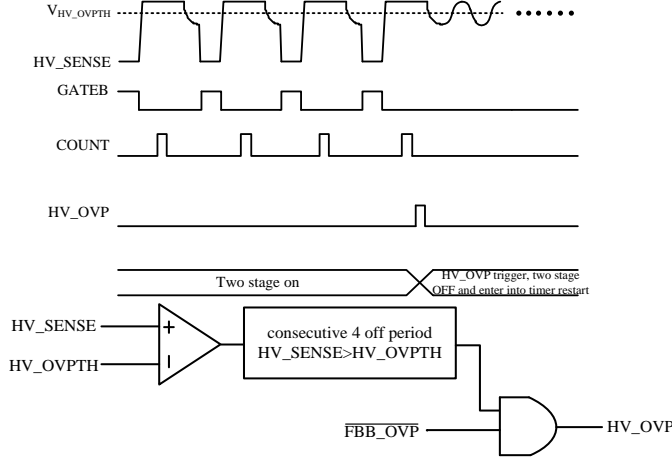 VHV_OVPTH
HV_SENSE
GATEB
COUNT
HV_OVP
Two stage on
HV_OVP trigger, two stage
OFF and enter into timer restart
HV_SENSE
HV_OVPTH
+
consecutive 4 off period
HV_SENSE>HV_OVPTH
FBB_OVP
HV_OVP